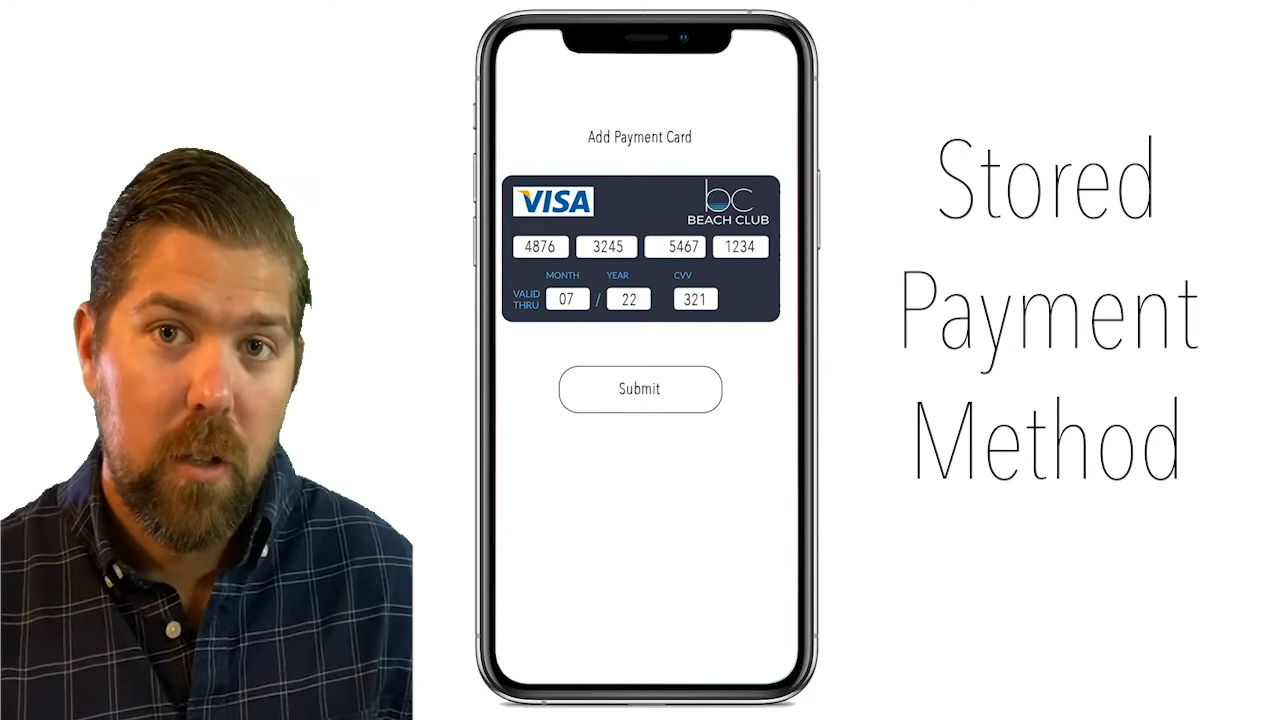 Add Payment Card
VISA
bc
BEACH CLUB
4876 3245 5467 1234
MONTH YEAR CVV
VALID THRU 07 / 22 321
Submit
Stored
Payment
Method